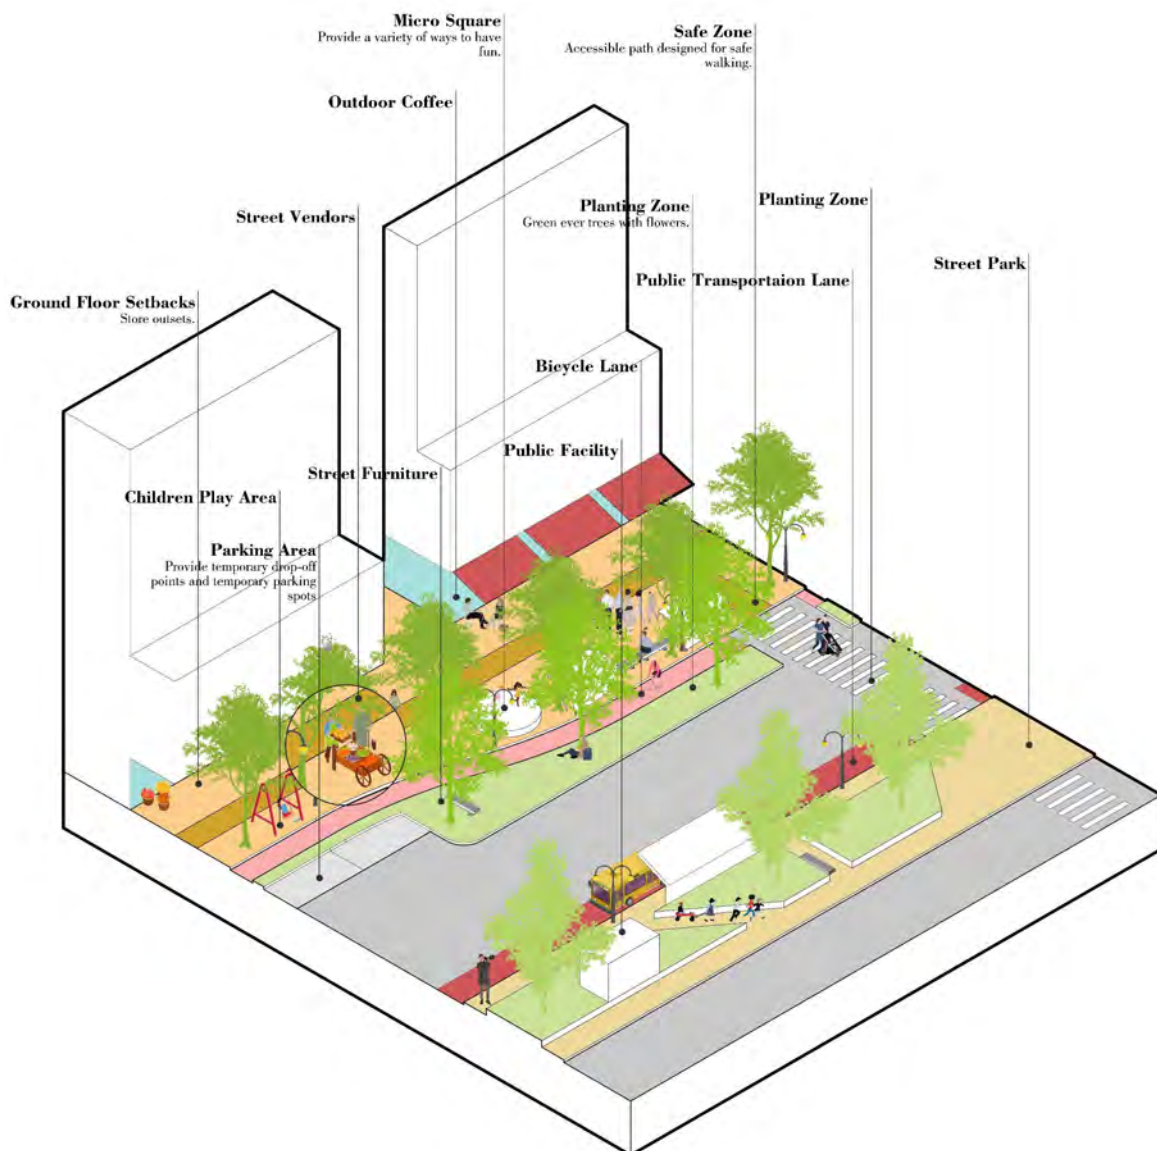 Micro Square
Provide a variety of ways to have
fun.
Safe Zone
Accessible path designed for safe
walking.
Outdoor Coffee
Planting Zone
Green ever trees with flowers.
Planting Zone
Street Vendors
Street Park
Public Transportaion Lane
Ground Floor Setbacks
Store outsets.
Bicycle Lane
Public Facility
Street Furniture
Children Play Area
Parking Area
Provide temporary drop-off
points and temporary parking
spots